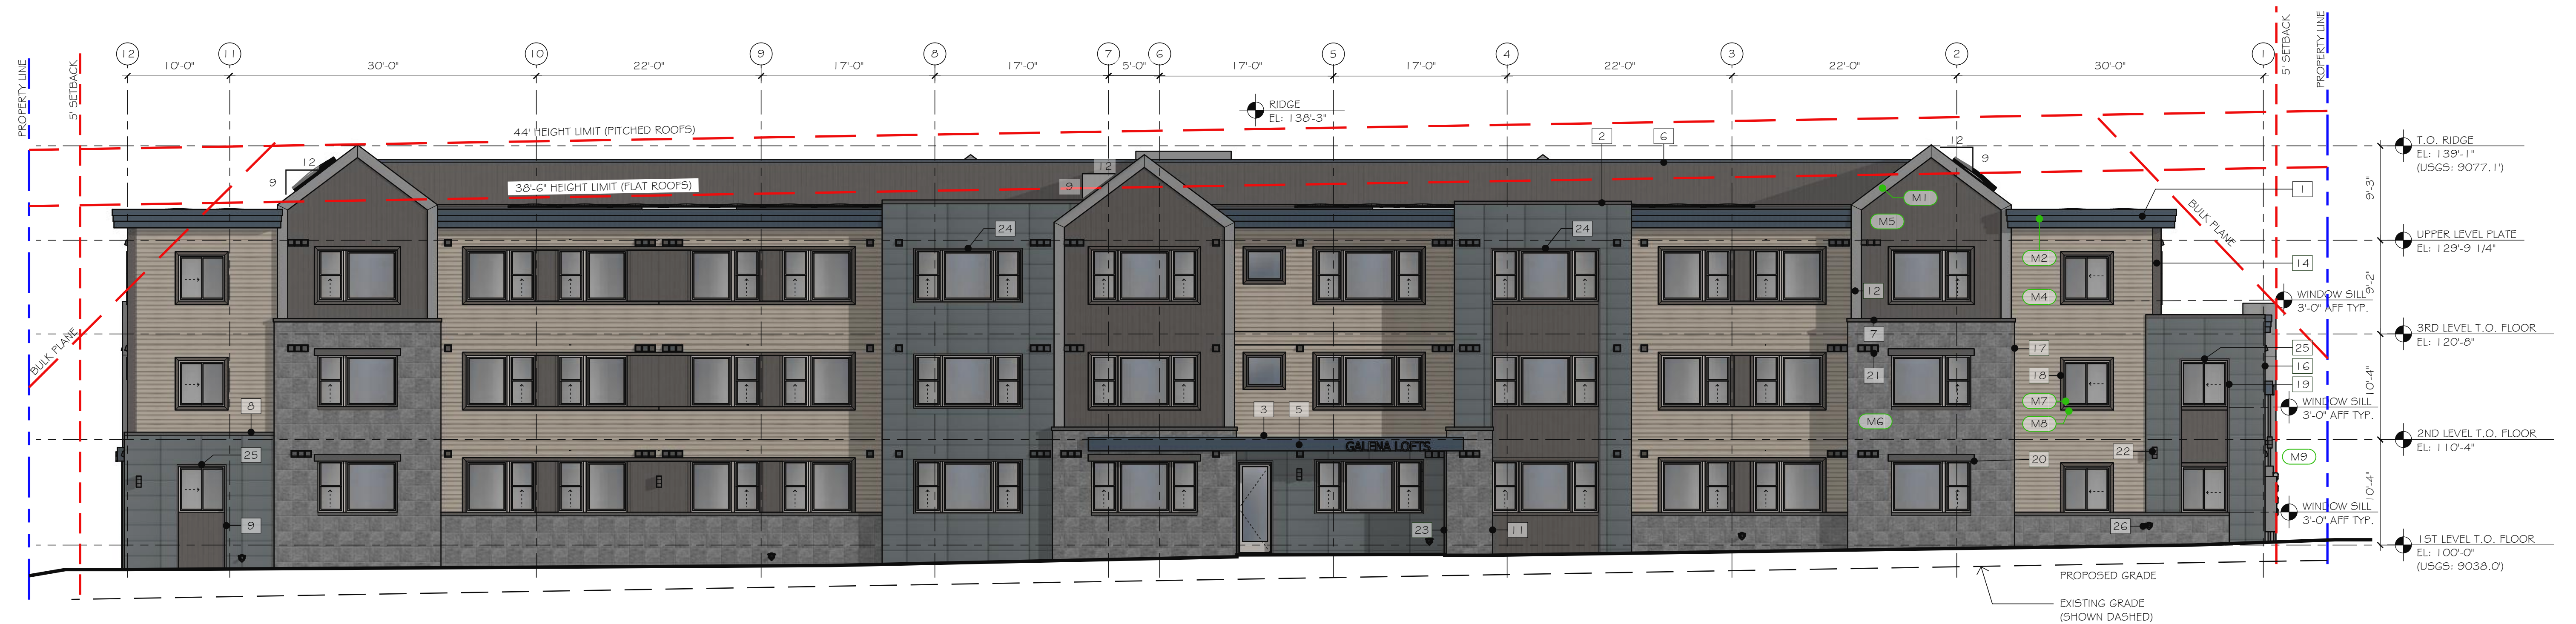 PROPERTY LINE
5' SETBACK
12
11
10
9
8
7
6
5
4
3
2
1
5' SETBACK
PROPERTY LINE
10'-0"
30'-0"
22'-0"
17'-0"
17'-0"
5'-0"
17'-0"
17'-0"
22'-0"
22'-0"
30'-0"
RIDGE
EL: 138'-3"
44' HEIGHT LIMIT (PITCHED ROOFS)
2
6
12
9
12
9
12
9
38'-6" HEIGHT LIMIT (FLAT ROOFS)
T.O. RIDGE
EL: 139'-1"
(USGS: 9077.1')
9'-3"
M1
M5
1
BULK PLANE
24
24
M2
UPPER LEVEL PLATE
EL: 129'-9 1/4"
14
9'-2"
12
M4
WINDOW SILL
3'-0" AFF TYP.
7
3RD LEVEL T.O. FLOOR
EL: 120'-8"
BULK PLANE
17
25
16
21
18
19
10'-4"
8
3
5
M7
M6
M8
WINDOW SILL
3'-0" AFF TYP.
GALENA LOFTS
2ND LEVEL T.O. FLOOR
EL: 110'-4"
25
20
22
M9
10'-4"
9
23
11
26
WINDOW SILL
3'-0" AFF TYP.
1ST LEVEL T.O. FLOOR
EL: 100'-0"
(USGS: 9038.0')
PROPOSED GRADE
EXISTING GRADE
(SHOWN DASHED)